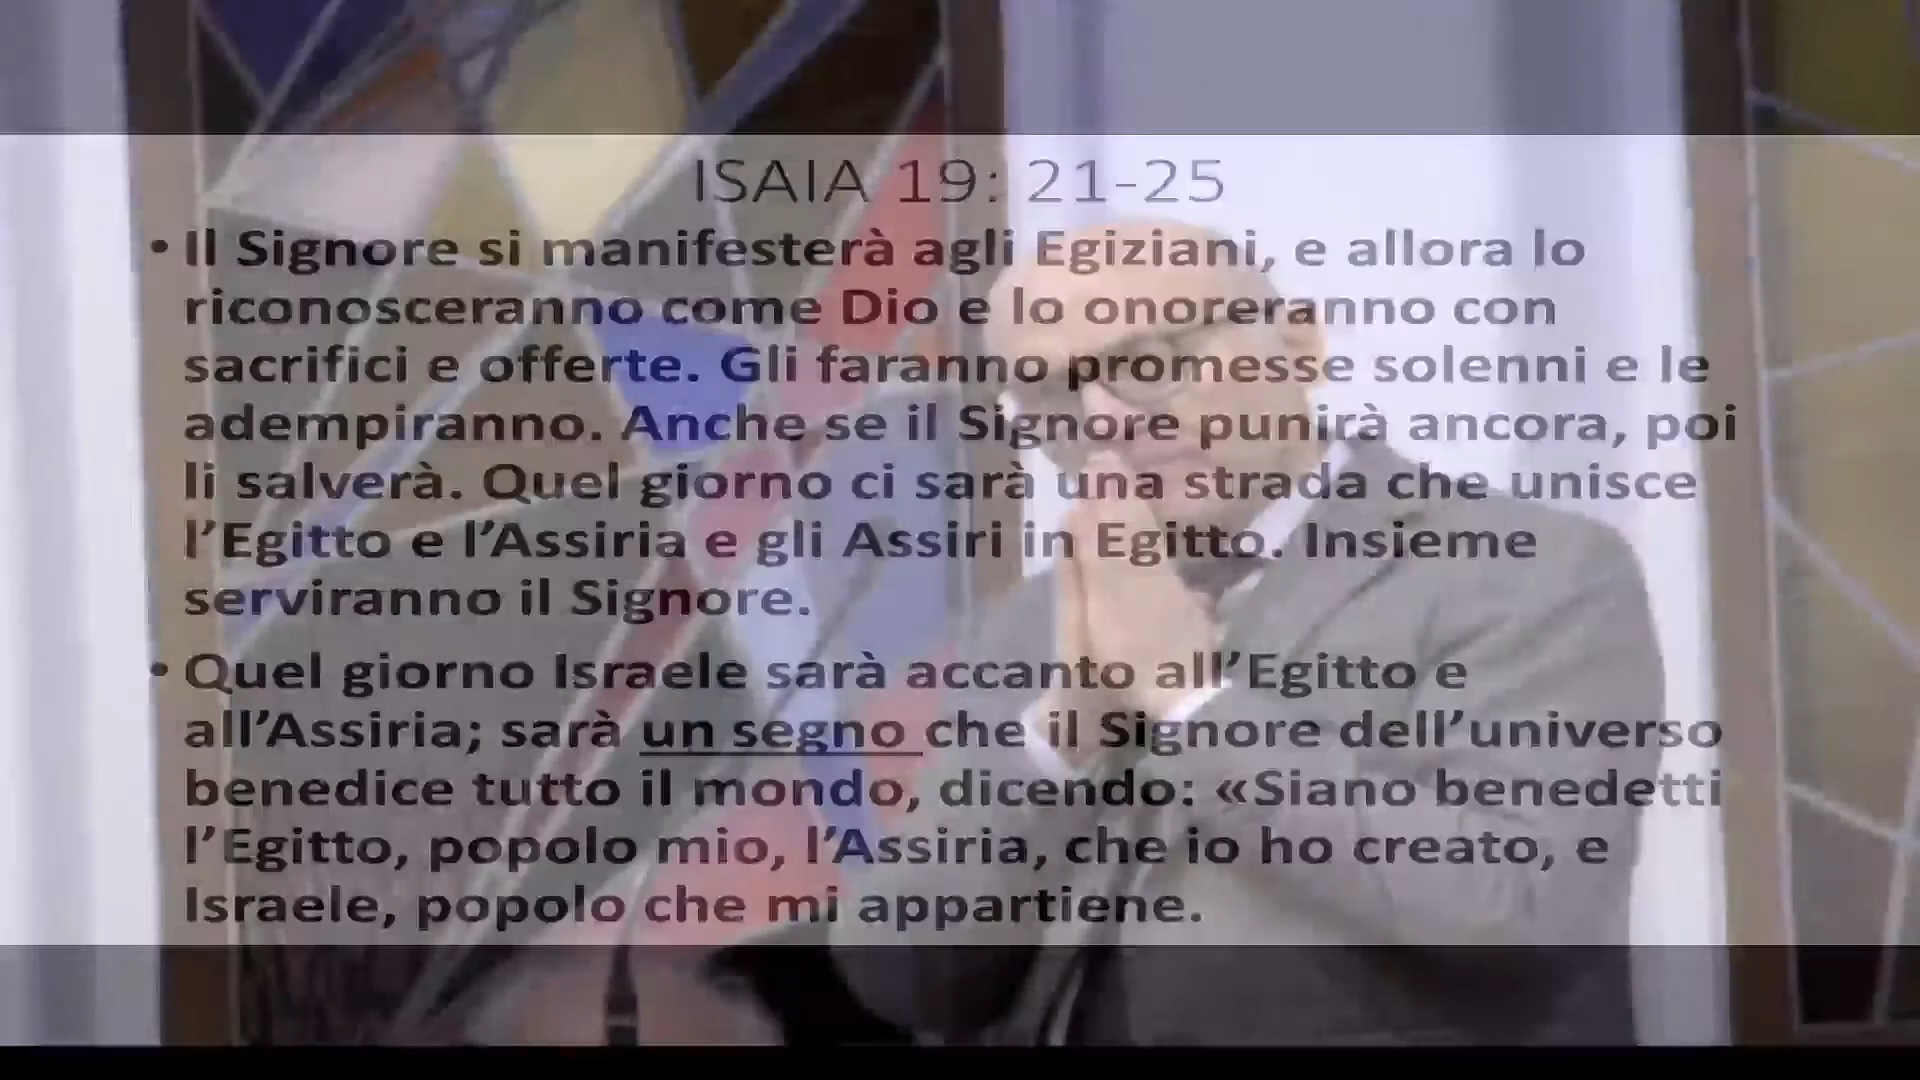 ISAIA 19: 21-25
• Il Signore si manifesterà agli Egiziani, e allora lo
riconosceranno come Dio e lo onoreranno con
sacrifici e offerte. Gli faranno promesse solenni e le
adempiranno. Anche se il Signore punirà ancora, poi
li salverà. Quel giorno ci sarà una strada che unisce
l’Egitto e l’Assiria e gli Assiri in Egitto. Insieme
serviranno il Signore.
• Quel giorno Israele sarà accanto all’Egitto e
all’Assiria; sarà un segno che il Signore dell’universo
benedice tutto il mondo, dicendo: «Siano benedetti
l’Egitto, popolo mio, l’Assiria, che io ho creato, e
Israele, popolo che mi appartiene.